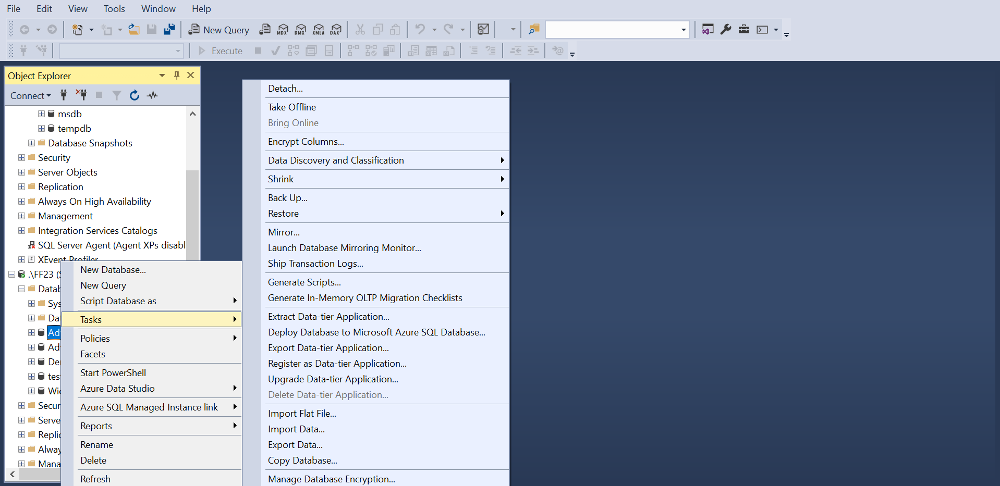 File Edit View Tools Window Help
New Query MDX DMX XMLA DAX
Execute
Object Explorer
Connect
msdb
tempdb
Database Snapshots
Security
Server Objects
Replication
Always On High Availability
Management
Integration Services Catalogs
SQL Server Agent (Agent XPs disabl
XEvent Profiler
.\FF23 (S
Datab
Sys
Dat
Ad
Ad
De
tes
Wi
Secur
Serve
Replic
Alway
Mana
New Database...
New Query
Script Database as
Tasks
Policies
Facets
Start PowerShell
Azure Data Studio
Azure SQL Managed Instance link
Reports
Rename
Delete
Refresh
Detach...
Take Offline
Bring Online
Encrypt Columns...
Data Discovery and Classification
Shrink
Back Up...
Restore
Mirror...
Launch Database Mirroring Monitor...
Ship Transaction Logs...
Generate Scripts...
Generate In-Memory OLTP Migration Checklists
Extract Data-tier Application...
Deploy Database to Microsoft Azure SQL Database...
Export Data-tier Application...
Register as Data-tier Application...
Upgrade Data-tier Application...
Delete Data-tier Application...
Import Flat File...
Import Data...
Export Data...
Copy Database...
Manage Database Encryption...